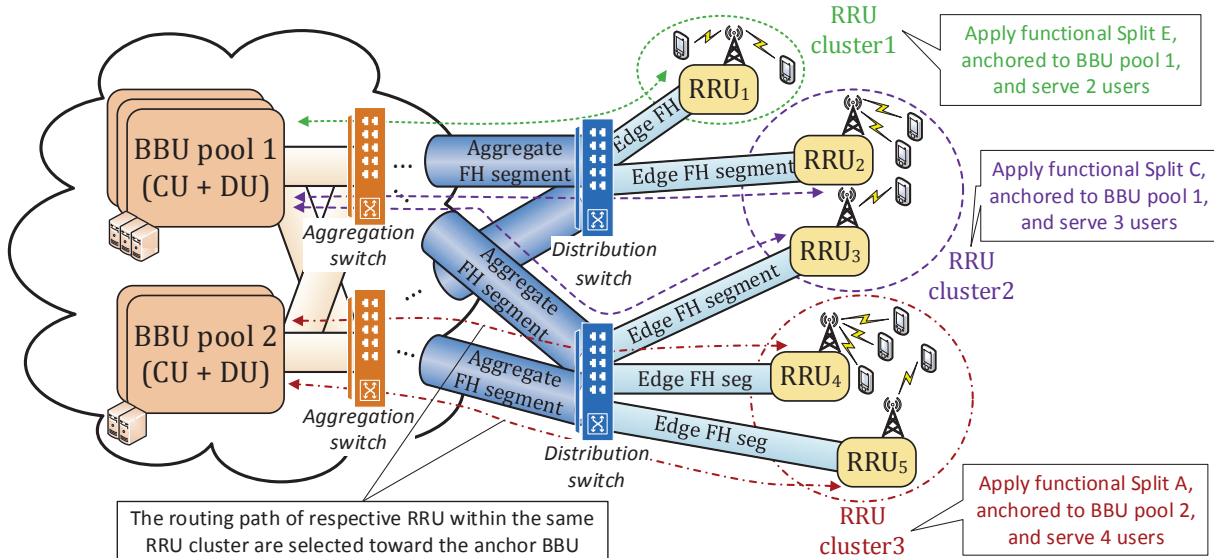 RRU
cluster1
Apply functional Split E,
anchored to BBU pool 1,
and serve 2 users
RRU1
Edge FH
BBU pool 1
(CU + DU)
...
Aggregate
FH segment
Edge FH segment
RRU2
Apply functional Split C,
anchored to BBU pool 1,
and serve 3 users
Aggregation
switch
Distribution
switch
RRU3
RRU
cluster2
Aggregate
FH segment
Edge FH segment
...
BBU pool 2
(CU + DU)
...
Aggregate
FH segment
Edge FH seg
RRU4
Aggregation
switch
Distribution
switch
Edge FH seg
RRU5
RRU
cluster3
Apply functional Split A,
anchored to BBU pool 2,
and serve 4 users
The routing path of respective RRU within the same
RRU cluster are selected toward the anchor BBU